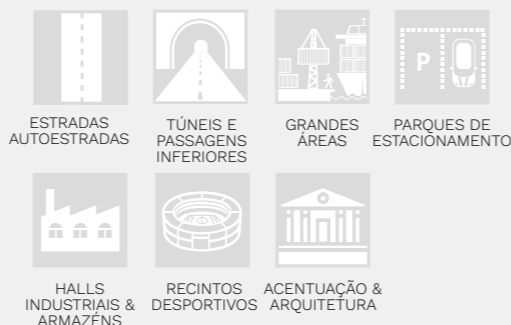 P
ESTRADAS
AUTOESTRADAS
TÚNEIS E
PASSAGENS
INFERIORES
GRANDES
ÁREAS
PARQUES DE
ESTACIONAMENTO
HALLS
INDUSTRIAIS &
ARMAZÉNS
RECINTOS
DESPORTIVOS
ACENTUAÇÃO &
ARQUITETURA